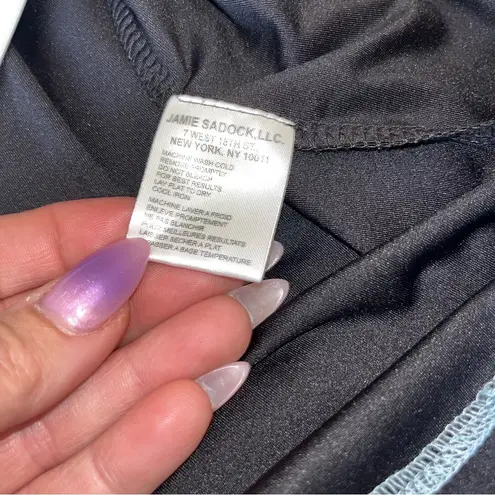 JAMIE SADOCK, LLC.
7 WEST 18TH ST.,
NEW YORK, NY 10011
MACHINE WASH COLD
REMOVE PROMPTLY
DO NOT BLEACH
FOR BEST RESULTS
LAY FLAT TO DRY
COOL IRON
MACHINE LAVER A FROID
ENLEVE PROMPTEMENT
NE PAS BLANCHIR
POUR MEILLEURES RESULTATS
LAISSER SECHER A PLAT
PASSER A BASE TEMPERATURE